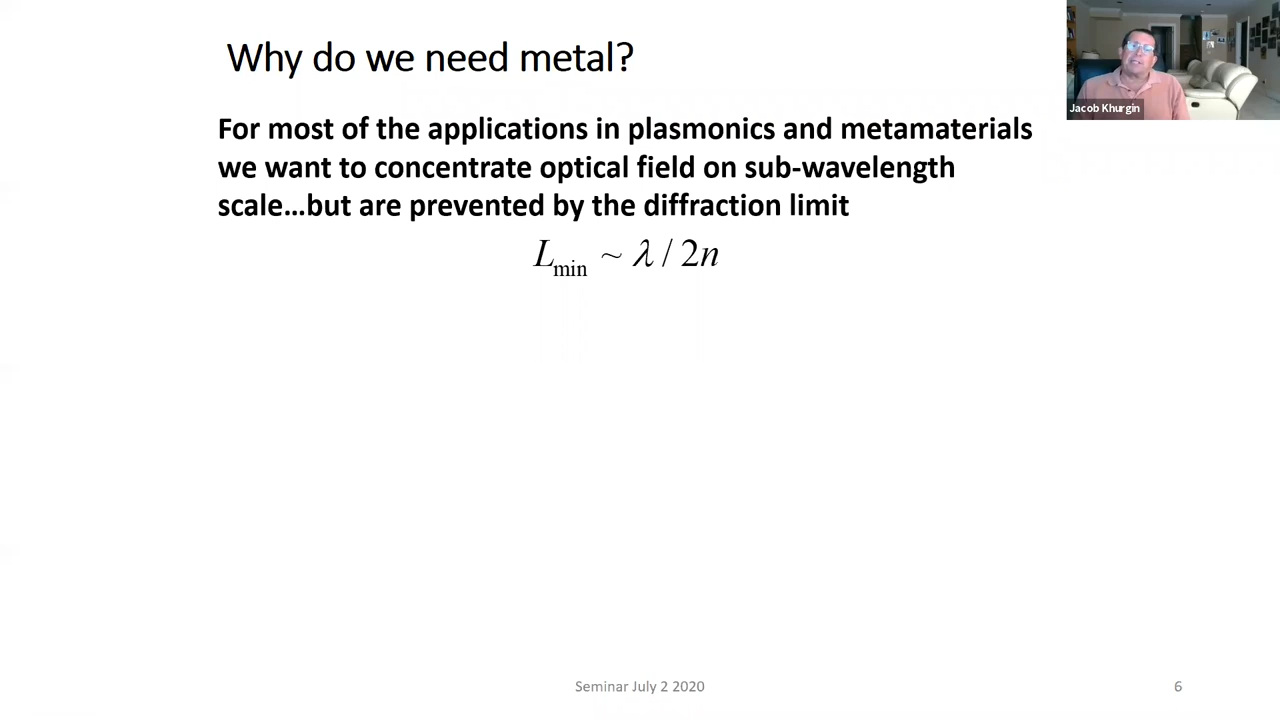 Why do we need metal?
Jacob Khurgin
For most of the applications in plasmonics and metamaterials
we want to concentrate optical field on sub-wavelength
scale…but are prevented by the diffraction limit
L_min ~ λ / 2n
Seminar July 2 2020
6